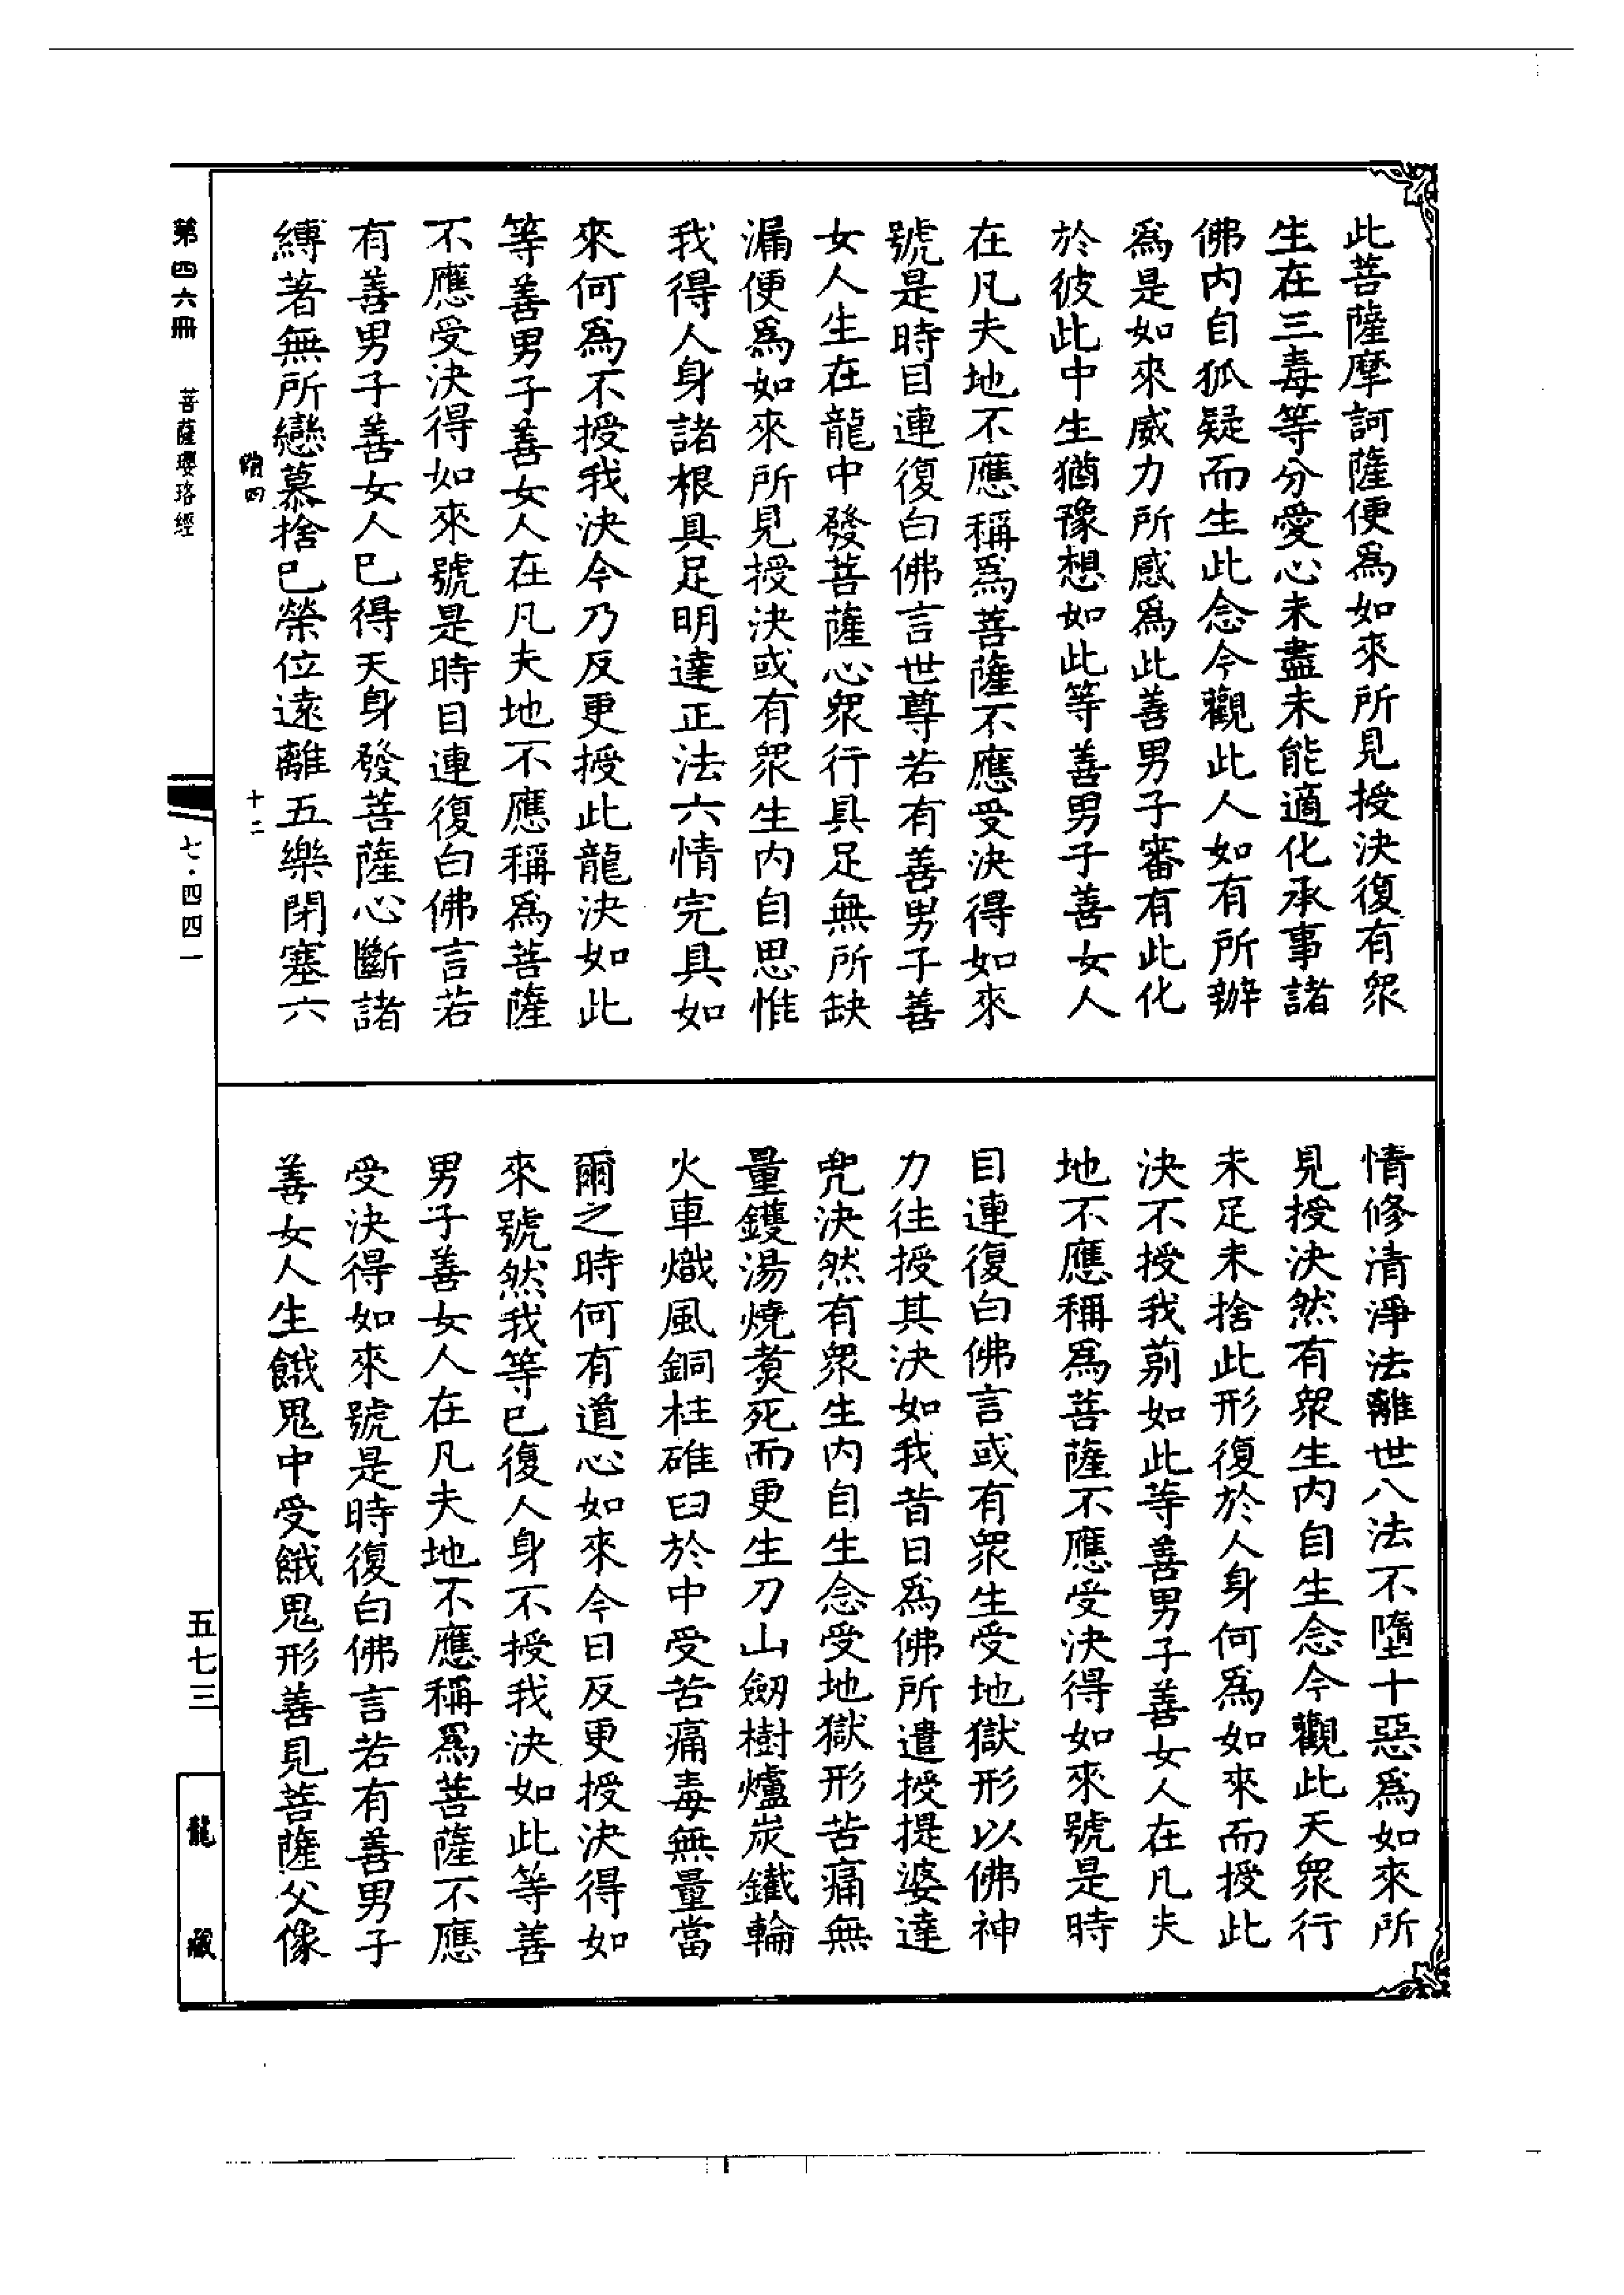 此菩薩摩訶薩便爲如來所見授決復有衆
生在三毒等分愛心未盡未能適化承事諸
佛内自狐疑而生此念今觀此人如有所辦
爲是如來威力所感爲此善男子審有此化
於彼此中生猶豫想如此等善男子善女人
在凡夫地不應稱爲菩薩不應受決得如來
號是時目連復白佛言世尊若有善男子善
女人生在龍中發菩薩心衆行具足無所缺
漏便爲如來所見授決或有衆生内自思惟
我得人身諸根具足明達正法六情完具如
來何爲不授我決今乃反更授此龍決如此
等善男子善女人在凡夫地不應稱爲菩薩
不應受決得如來號是時目連復白佛言若
有善男子善女人已得天身發菩薩心斷諸
縛著無所戀慕捨已榮位遠離五樂閉塞六
情修清淨法離世八法不墮十惡爲如來所
見授決然有衆生内自生念今觀此天衆行
未足未捨此形復於人身何爲如來而授此
決不授我莂如此等善男子善女人在凡夫
地不應稱爲菩薩不應受決得如來號是時
目連復白佛言或有衆生受地獄形以佛神
力往授其決如我昔日爲佛所遣授提婆達
兜決然有衆生内自生念受地獄形苦痛無
量鑊湯燒煮死而更生刀山劒樹爐炭鐵輪
火車熾風銅柱碓臼於中受苦痛毒無量當
爾之時何有道心如來今日反更授決得如
來號然我等已復人身不授我決如此等善
男子善女人在凡夫地不應稱爲菩薩不應
受決得如來號是時復白佛言若有善男子
善女人生餓鬼中受餓鬼形善見菩薩父像
十二
第四六冊
菩薩瓔珞經
七·四四一
五七三
龍藏